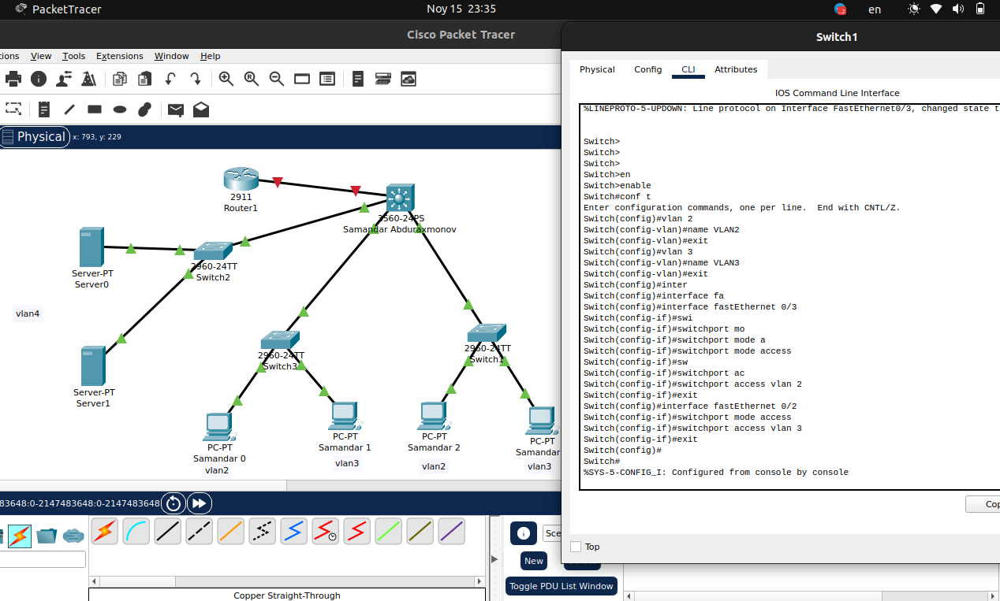 PacketTracer
Noy 15 23:35
en
Cisco Packet Tracer
Switch1
ions View Tools Extensions Window Help
Physical Config CLI Attributes
IOS Command Line Interface
%LINEPROTO-5-UPDOWN: Line protocol on Interface FastEthernet0/3, changed state t
Switch>
Switch>
Switch>
Switch>en
Switch>enable
Switch#conf t
Enter configuration commands, one per line. End with CNTL/Z.
Switch(config)#vlan 2
Switch(config-vlan)#name VLAN2
Switch(config-vlan)#exit
Switch(config)#vlan 3
Switch(config-vlan)#name VLAN3
Switch(config-vlan)#exit
Switch(config)#inter
Switch(config)#interface fa
Switch(config)#interface fastEthernet 0/3
Switch(config-if)#swi
Switch(config-if)#switchport mo
Switch(config-if)#switchport mode a
Switch(config-if)#switchport mode access
Switch(config-if)#sw
Switch(config-if)#switchport ac
Switch(config-if)#switchport access vlan 2
Switch(config-if)#exit
Switch(config)#interface fastEthernet 0/2
Switch(config-if)#switchport mode access
Switch(config-if)#switchport access vlan 3
Switch(config-if)#exit
Switch(config)#
Switch#
%SYS-5-CONFIG_I: Configured from console by console
Cop
Top
Physical x: 793, y: 229
2911
Router1
3560-24PS
Samandar Abduraxmonov
Server-PT
Server0
2960-24TT
Switch2
vlan4
2960-24TT
Switch3
2960-24TT
Switch1
Server-PT
Server1
PC-PT
Samandar 0
vlan2
PC-PT
Samandar 1
vlan3
PC-PT
Samandar 2
vlan2
PC-PT
Samandar
vlan3
83648:0-2147483648:0-2147483648
Sce
New
Toggle PDU List Window
Copper Straight-Through